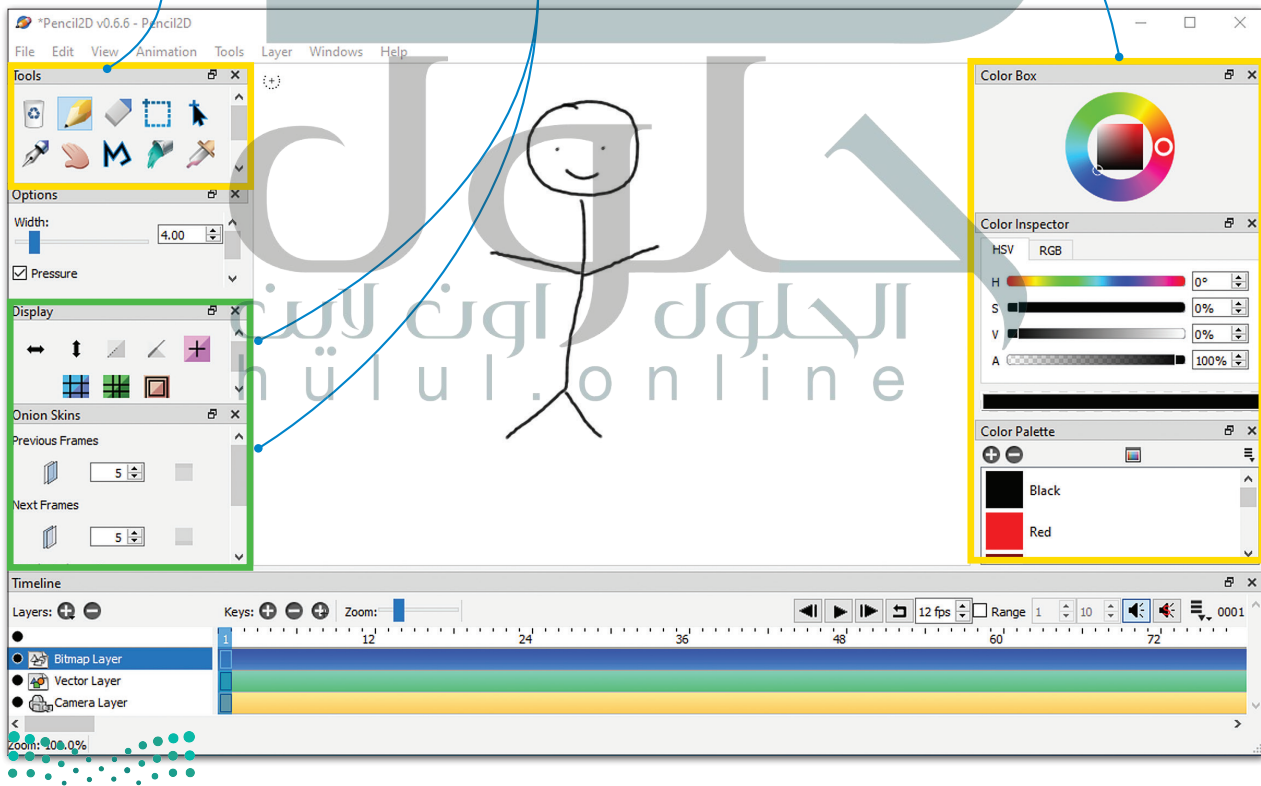 *Pencil2D v0.6.6 - Pencil2D
File Edit View Animation Tools Layer Windows Help
Tools
Options
Width:
4.00
Pressure
Display
Onion Skins
Previous Frames
5
Next Frames
5
Color Box
Color Inspector
HSV RGB
H 0°
S 0%
V 0%
A 100%
Color Palette
Black
Red
حلول
الحلول اون لاين
hülul.online
Timeline
Layers: Keys: Zoom: 12 fps Range 1 10 0001
1 12 24 36 48 60 72
Bitmap Layer
Vector Layer
Camera Layer
Zoom: 100.0%